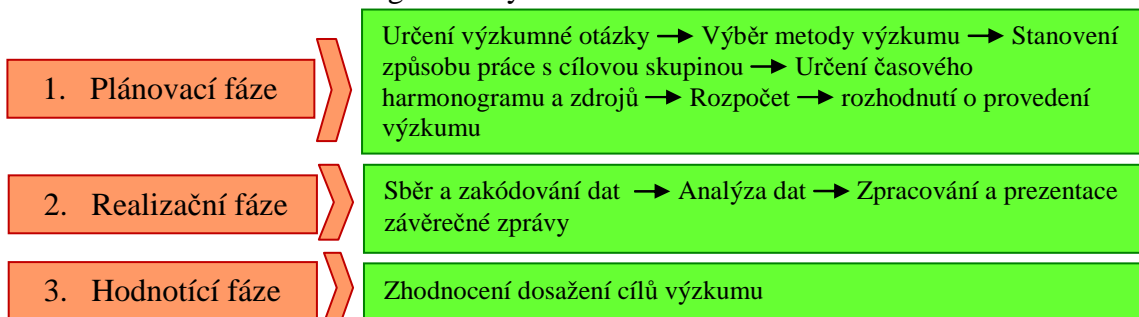 1. Plánovací fáze
Určení výzkumné otázky → Výběr metody výzkumu → Stanovení
způsobu práce s cílovou skupinou → Určení časového
harmonogramu a zdrojů → Rozpočet → rozhodnutí o provedení
výzkumu
2. Realizační fáze
Sběr a zakódování dat → Analýza dat → Zpracování a prezentace
závěrečné zprávy
3. Hodnotící fáze
Zhodnocení dosažení cílů výzkumu